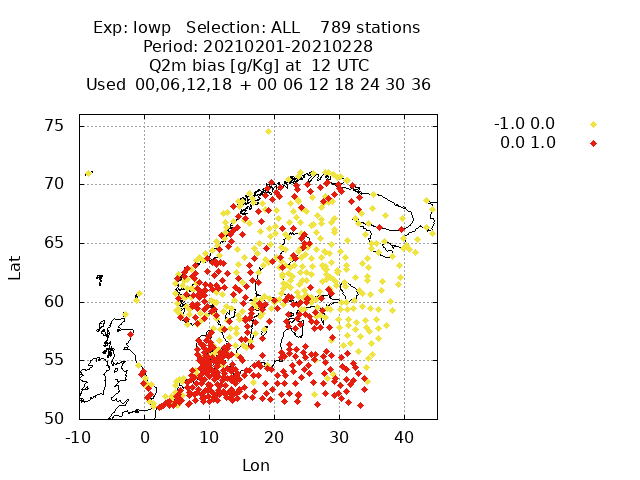 Exp: lowp   Selection: ALL    789 stations
Period: 20210201-20210228
Q2m bias [g/Kg] at  12 UTC
Used  00,06,12,18 + 00 06 12 18 24 30 36
-1.0 0.0
0.0 1.0
75
70
65
60
55
50
Lat
-10 0 10 20 30 40
Lon